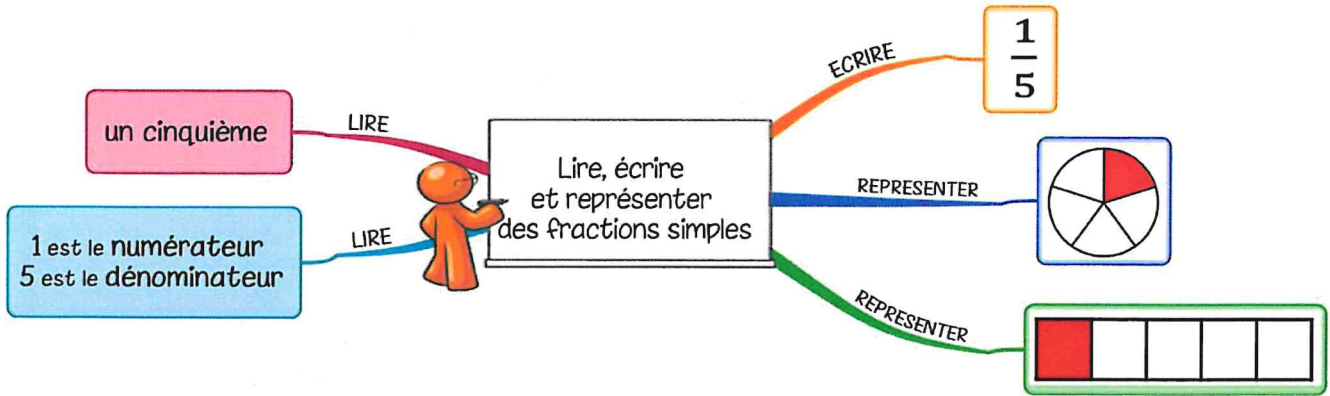 ECRIRE
1
5
un cinquième
LIRE
Lire, écrire
et représenter
des fractions simples
REPRESENTER
1 est le numérateur
5 est le dénominateur
LIRE
REPRESENTER